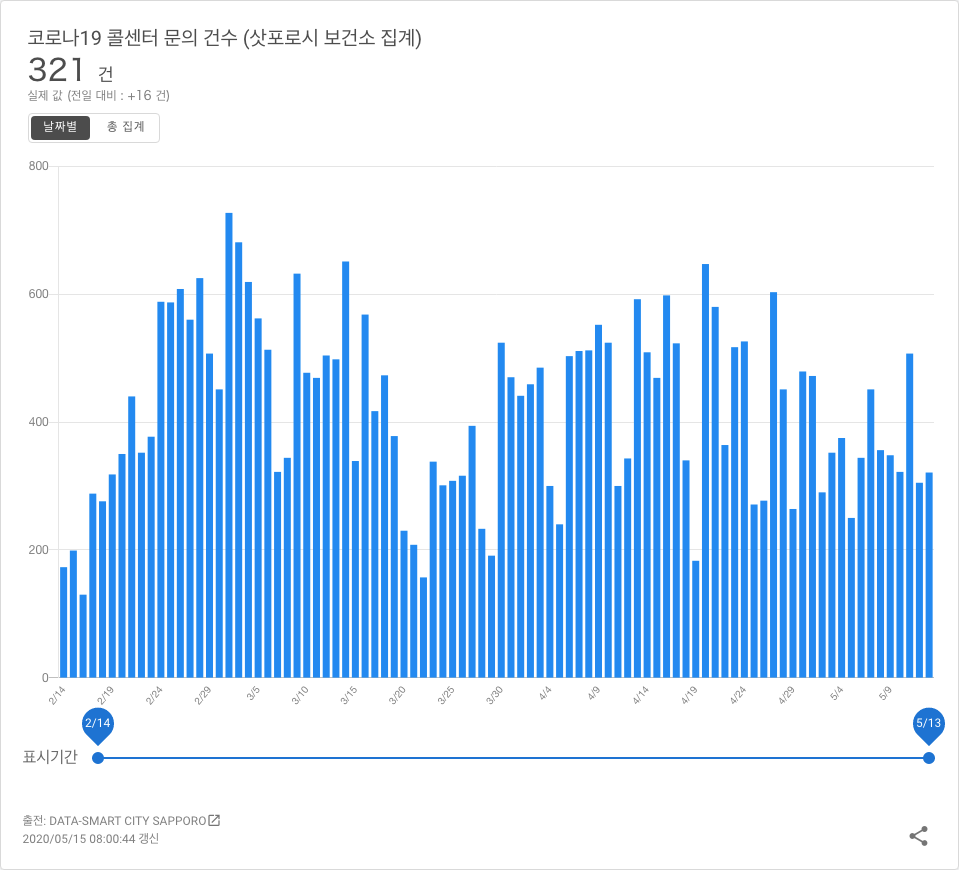 코로나19 콜센터 문의 건수 (삿포로시 보건소 집계)
321 건
실제 값 (전일 대비 : +16 건)
날짜별 총 집계
800
600
400
200
0
2/14 2/19 2/24 2/29 3/5 3/10 3/15 3/20 3/25 3/30 4/4 4/9 4/14 4/19 4/24 4/29 5/4 5/9
2/14 5/13
표시기간
출전: DATA-SMART CITY SAPPORO
2020/05/15 08:00:44 갱신